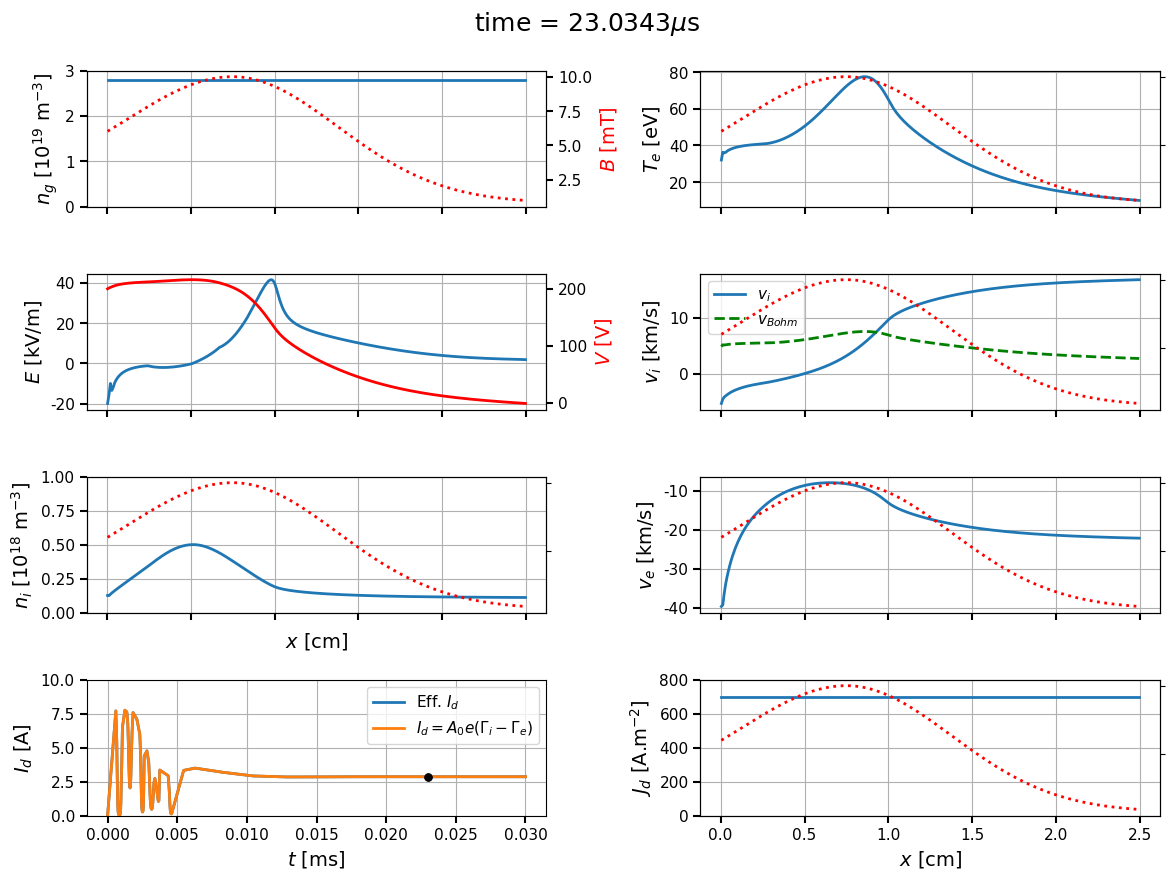 time = 23.0343μs
n_g [10^19 m^−3]
3
2
1
0
10.0
7.5
5.0
2.5
B [mT]
T_e [eV]
80
60
40
20
E [kV/m]
40
20
0
-20
200
100
0
V [V]
v_i [km/s]
10
0
v_i
v_Bohm
n_i [10^18 m^−3]
1.00
0.75
0.50
0.25
0.00
x [cm]
v_e [km/s]
-10
-20
-30
-40
I_d [A]
10.0
7.5
5.0
2.5
0.0
Eff. I_d
I_d = A_0e(Γ_i − Γ_e)
0.000 0.005 0.010 0.015 0.020 0.025 0.030
t [ms]
J_d [A.m^−2]
800
600
400
200
0
0.0 0.5 1.0 1.5 2.0 2.5
x [cm]